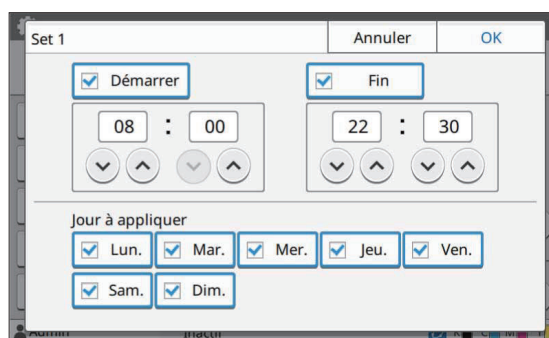 Set 1 Annuler OK
Démarrer Fin
08 : 00 22 : 30
Jour à appliquer
Lun. Mar. Mer. Jeu. Ven.
Sam. Dim.
Admin Inactif K C M Y